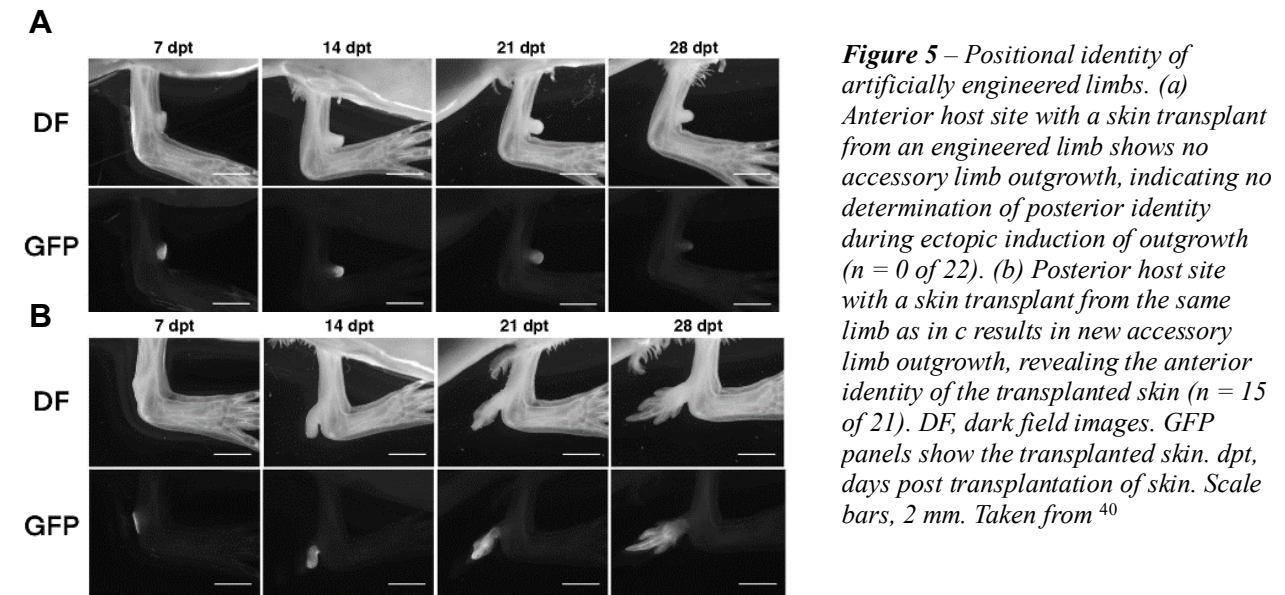 A
7 dpt 14 dpt 21 dpt 28 dpt
DF
GFP
B
7 dpt 14 dpt 21 dpt 28 dpt
DF
GFP
Figure 5 – Positional identity of
artificially engineered limbs. (a)
Anterior host site with a skin transplant
from an engineered limb shows no
accessory limb outgrowth, indicating no
determination of posterior identity
during ectopic induction of outgrowth
(n = 0 of 22). (b) Posterior host site
with a skin transplant from the same
limb as in c results in new accessory
limb outgrowth, revealing the anterior
identity of the transplanted skin (n = 15
of 21). DF, dark field images. GFP
panels show the transplanted skin. dpt,
days post transplantation of skin. Scale
bars, 2 mm. Taken from 40